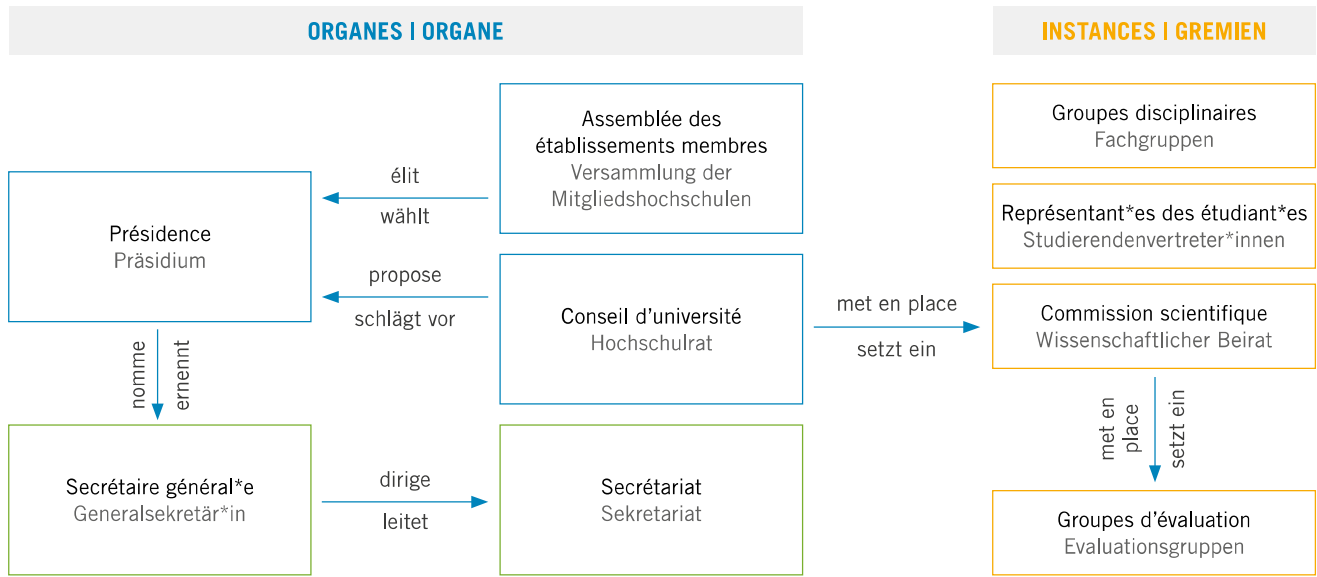 ORGANES I ORGANE
INSTANCES I GREMIEN
Assemblée des
établissements membres
Versammlung der
Mitgliedshochschulen
Groupes disciplinaires
Fachgruppen
élit
wählt
Représentant*es des étudiant*es
Studierendenvertreter*innen
Présidence
Präsidium
propose
schlägt vor
Conseil d'université
Hochschulrat
met en place
setzt ein
Commission scientifique
Wissenschaftlicher Beirat
nomme
ernennt
met en
place
setzt ein
Secrétaire général*e
Generalsekretär*in
dirige
leitet
Secrétariat
Sekretariat
Groupes d'évaluation
Evaluationsgruppen